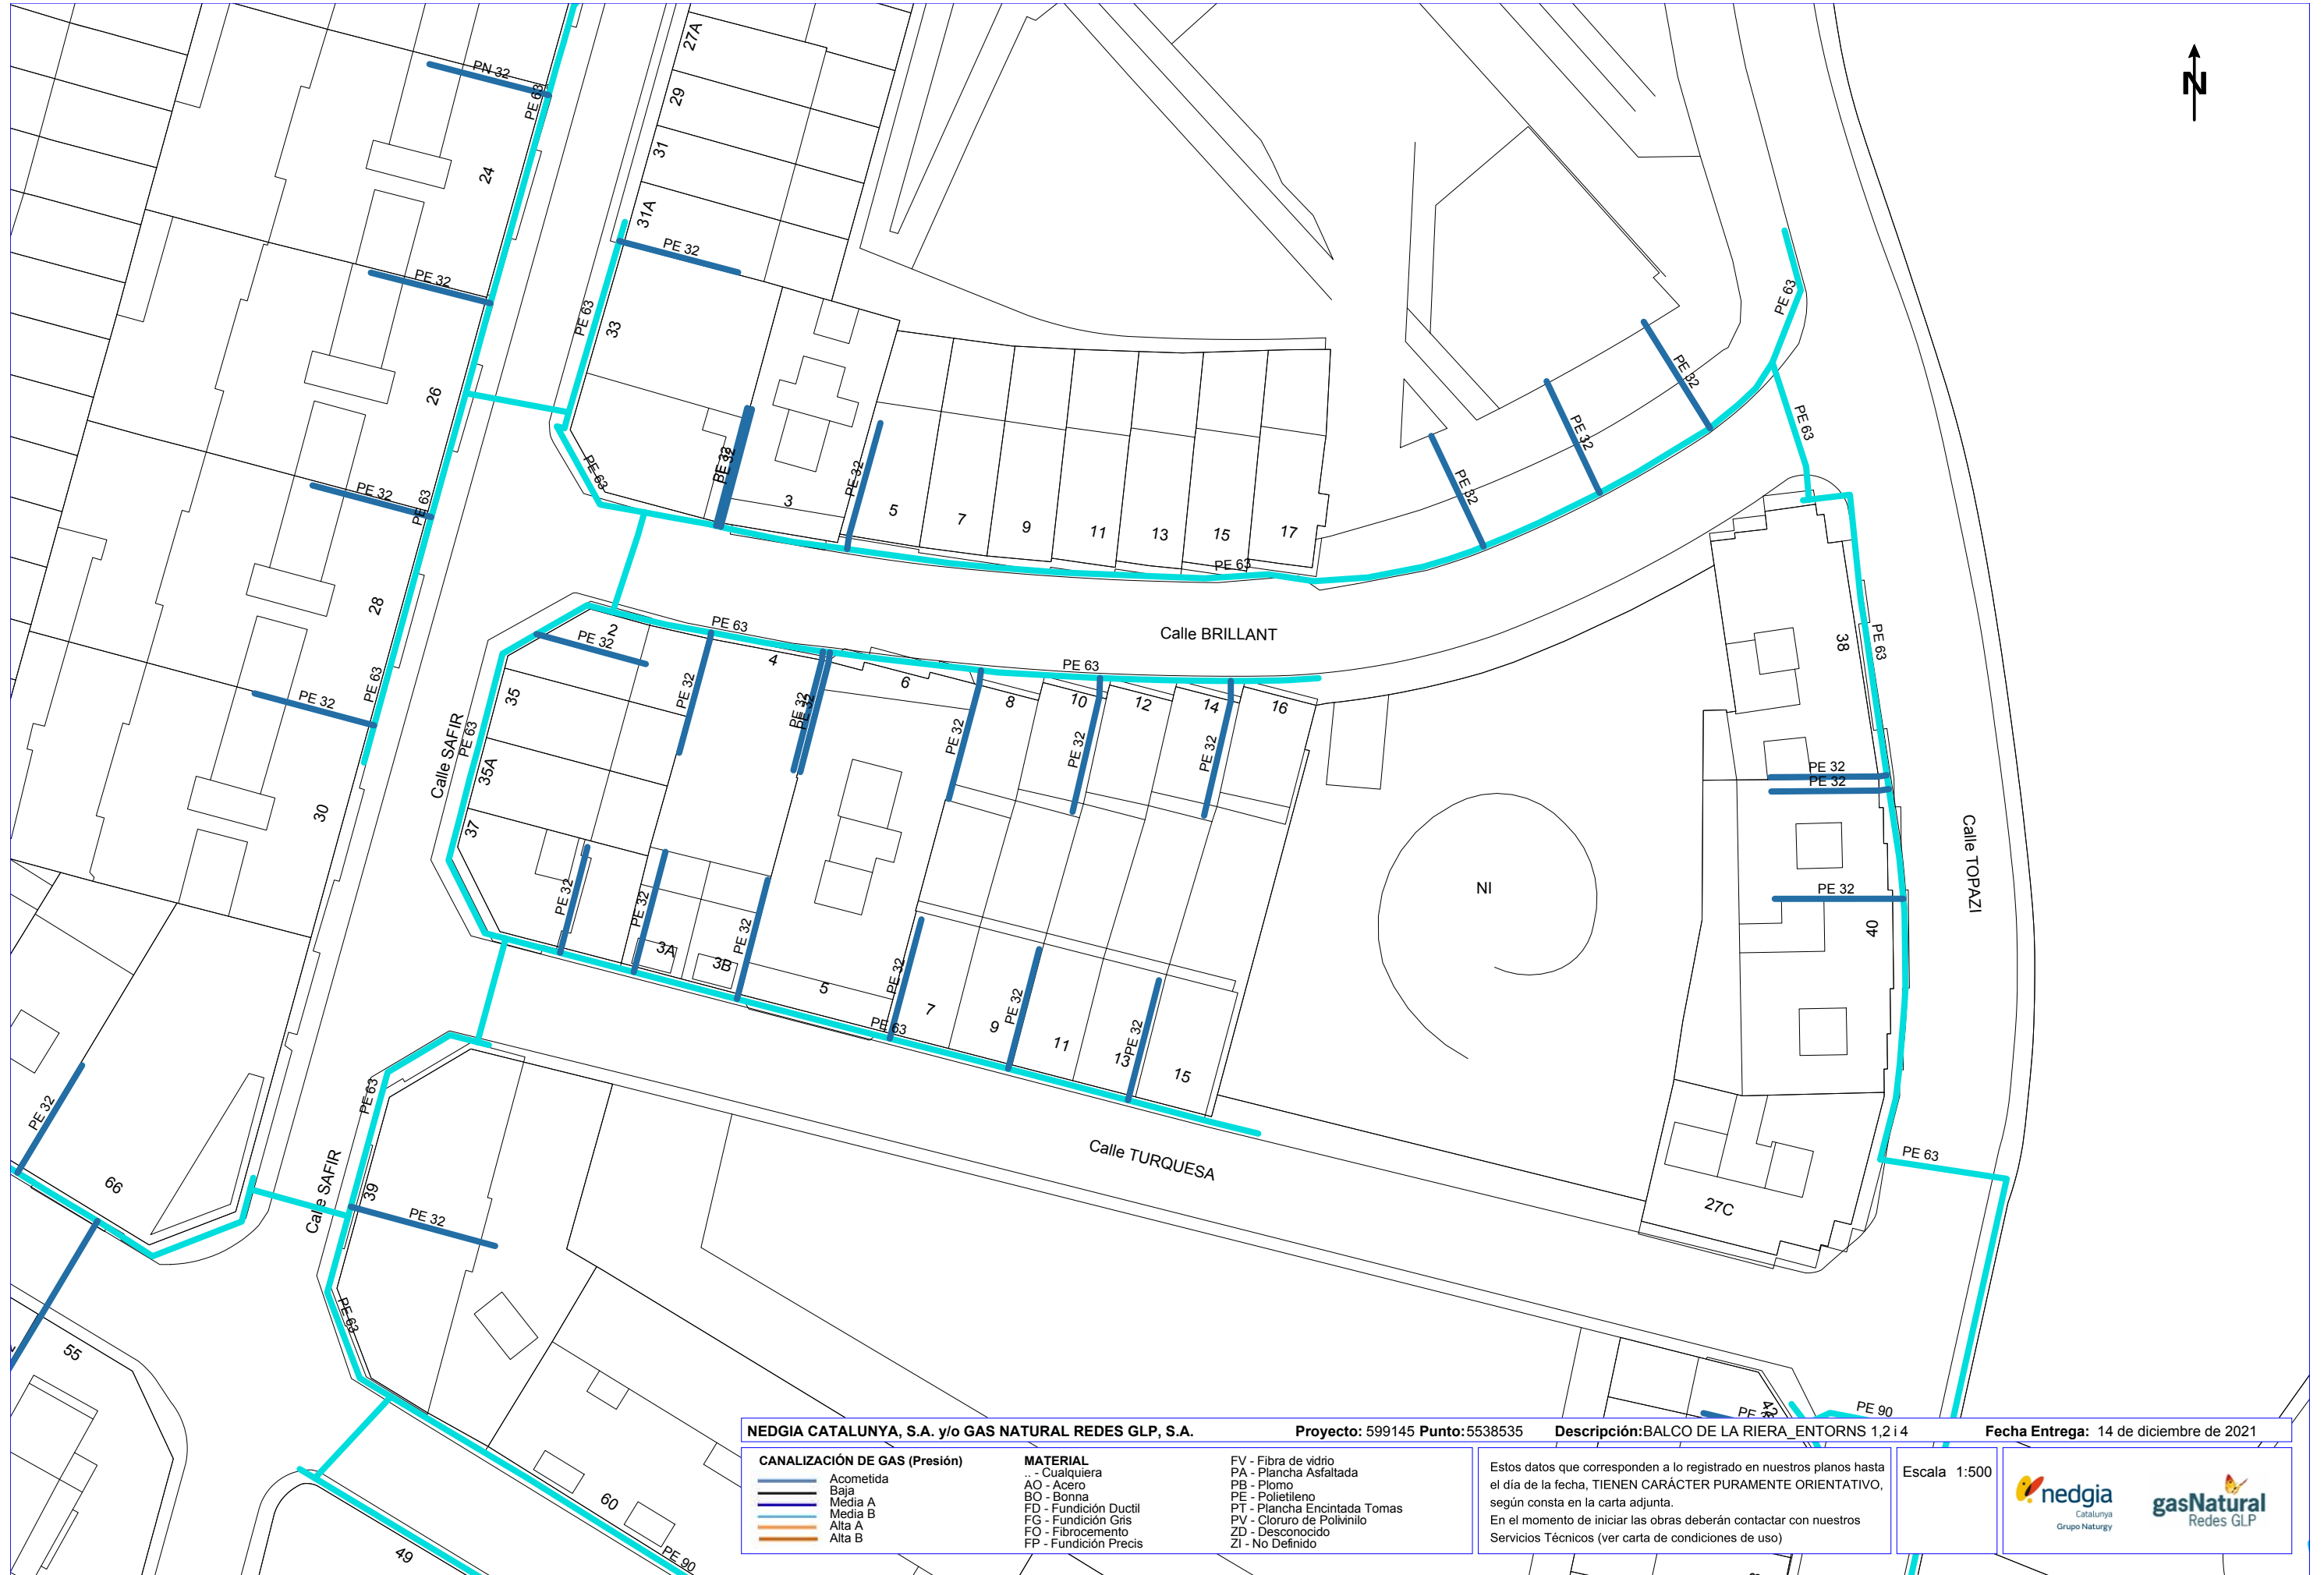 27A
PN 32
PE 63
29
31
24
31A
PE 32
PE 32
PE 63
33
26
PE 32
PE 63
PE 63
PE 32
PE 32
3
5
7
9
11
13
15
17
PE 63
PE 32
PE 32
PE 32
PE 63
PE 63
N
28
PE 63
PE 32
30
Calle BRILLANT
2
PE 32
PE 63
4
PE 63
6
8
10
12
14
16
35
PE 32
PE 32
PE 32
PE 32
PE 32
PE 32
Calle SAFIR
PE 63
35A
37
38
PE 63
PE 32
PE 32
PE 32
40
Calle TOPAZI
NI
PE 32
PE 32
PE 32
3A
3B
5
PE 32
7
PE 32
9
11
PE 32
13
15
PE 63
Calle TURQUESA
PE 63
27C
PE 32
66
PE 63
Calle SAFIR
39
PE 32
PE 63
55
60
49
PE 90
42
PE 90
NEDGIA CATALUNYA, S.A. y/o GAS NATURAL REDES GLP, S.A.
Proyecto: 599145 Punto:5538535
Descripción:BALCO DE LA RIERA_ENTORNS 1,2 i 4
Fecha Entrega: 14 de diciembre de 2021
CANALIZACIÓN DE GAS (Presión)
Acometida
Baja
Media A
Media B
Alta A
Alta B
MATERIAL
.. - Cualquiera
AO - Acero
BO - Bonna
FD - Fundición Ductil
FG - Fundición Gris
FO - Fibrocemento
FP - Fundición Precis
FV - Fibra de vidrio
PA - Plancha Asfaltada
PB - Plomo
PE - Polietileno
PT - Plancha Encintada Tomas
PV - Cloruro de Polivinilo
ZD - Desconocido
ZI - No Definido
Estos datos que corresponden a lo registrado en nuestros planos hasta
el día de la fecha, TIENEN CARÁCTER PURAMENTE ORIENTATIVO,
según consta en la carta adjunta.
En el momento de iniciar las obras deberán contactar con nuestros
Servicios Técnicos (ver carta de condiciones de uso)
Escala 1:500
nedgia
Catalunya
Grupo Naturgy
gasNatural
Redes GLP